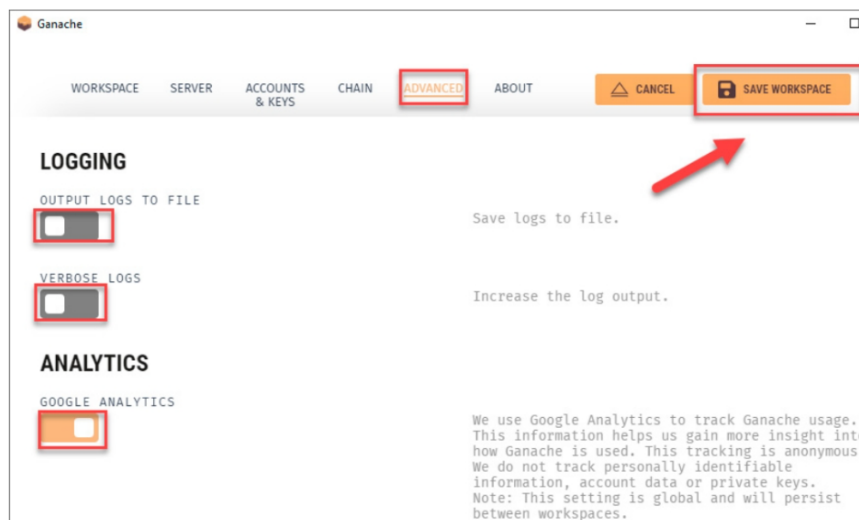 Ganache
WORKSPACE
SERVER
ACCOUNTS
& KEYS
CHAIN
ADVANCED
ABOUT
CANCEL
SAVE WORKSPACE
LOGGING
OUTPUT LOGS TO FILE
Save logs to file.
VERBOSE LOGS
Increase the log output.
ANALYTICS
GOOGLE ANALYTICS
We use Google Analytics to track Ganache usage.
This information helps us gain more insight int
how Ganache is used. This tracking is anonymous
We do not track personally identifiable
information, account data or private keys.
Note: This setting is global and will persist
between workspaces.